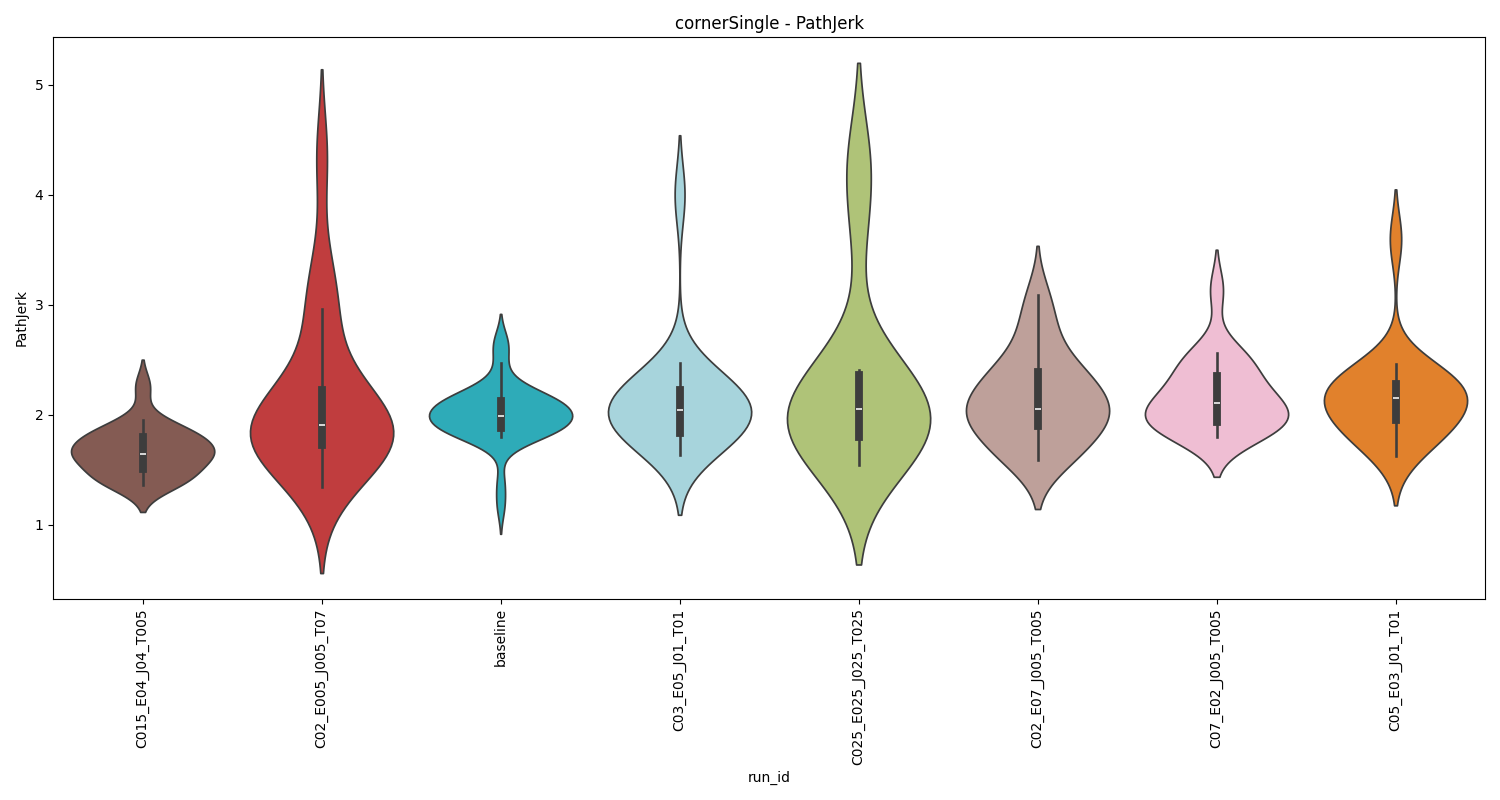 cornerSingle - PathJerk
PathJerk
5
4
3
2
1
C015_E04_J04_T005
C02_E005_J005_T07
baseline
C03_E05_J01_T01
C025_E025_J025_T025
C02_E07_J005_T005
C07_E02_J005_T005
C05_E03_J01_T01
run_id